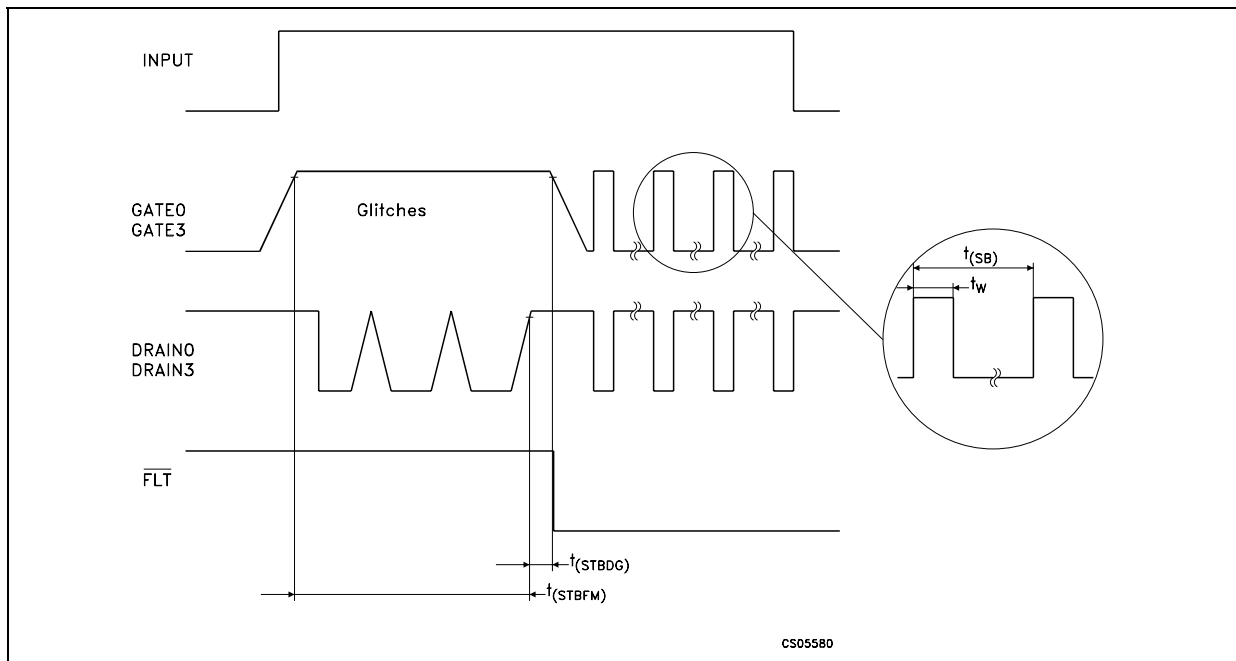 INPUT
GATE0
GATE3
Glitches
t(SB)
tW
DRAIN0
DRAIN3
FLT
t(STBDG)
t(STBFM)
CS05580